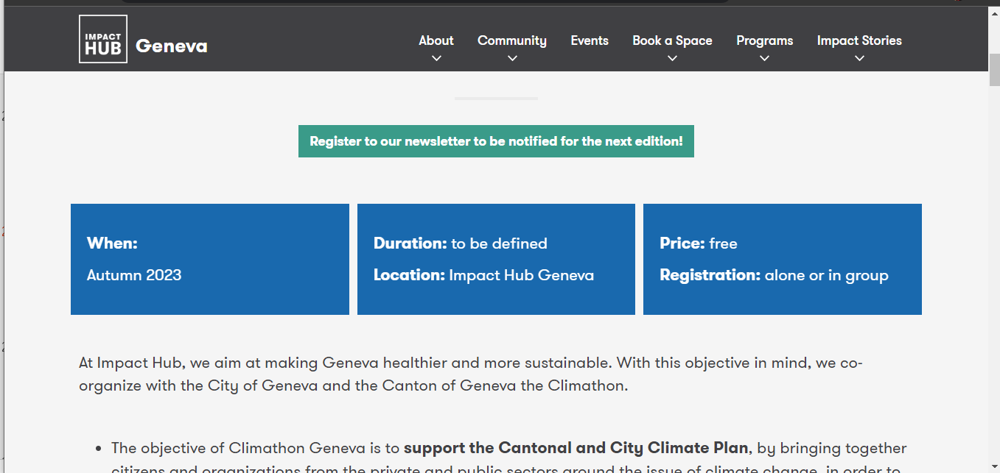 IMPACT
HUB
Geneva
About
Community
Events
Book a Space
Programs
Impact Stories
Register to our newsletter to be notified for the next edition!
When:
Autumn 2023
Duration: to be defined
Location: Impact Hub Geneva
Price: free
Registration: alone or in group
At Impact Hub, we aim at making Geneva healthier and more sustainable. With this objective in mind, we co-
organize with the City of Geneva and the Canton of Geneva the Climathon.
• The objective of Climathon Geneva is to support the Cantonal and City Climate Plan, by bringing together
citizens and organizations from the private and public sectors around the issue of climate change, in order to